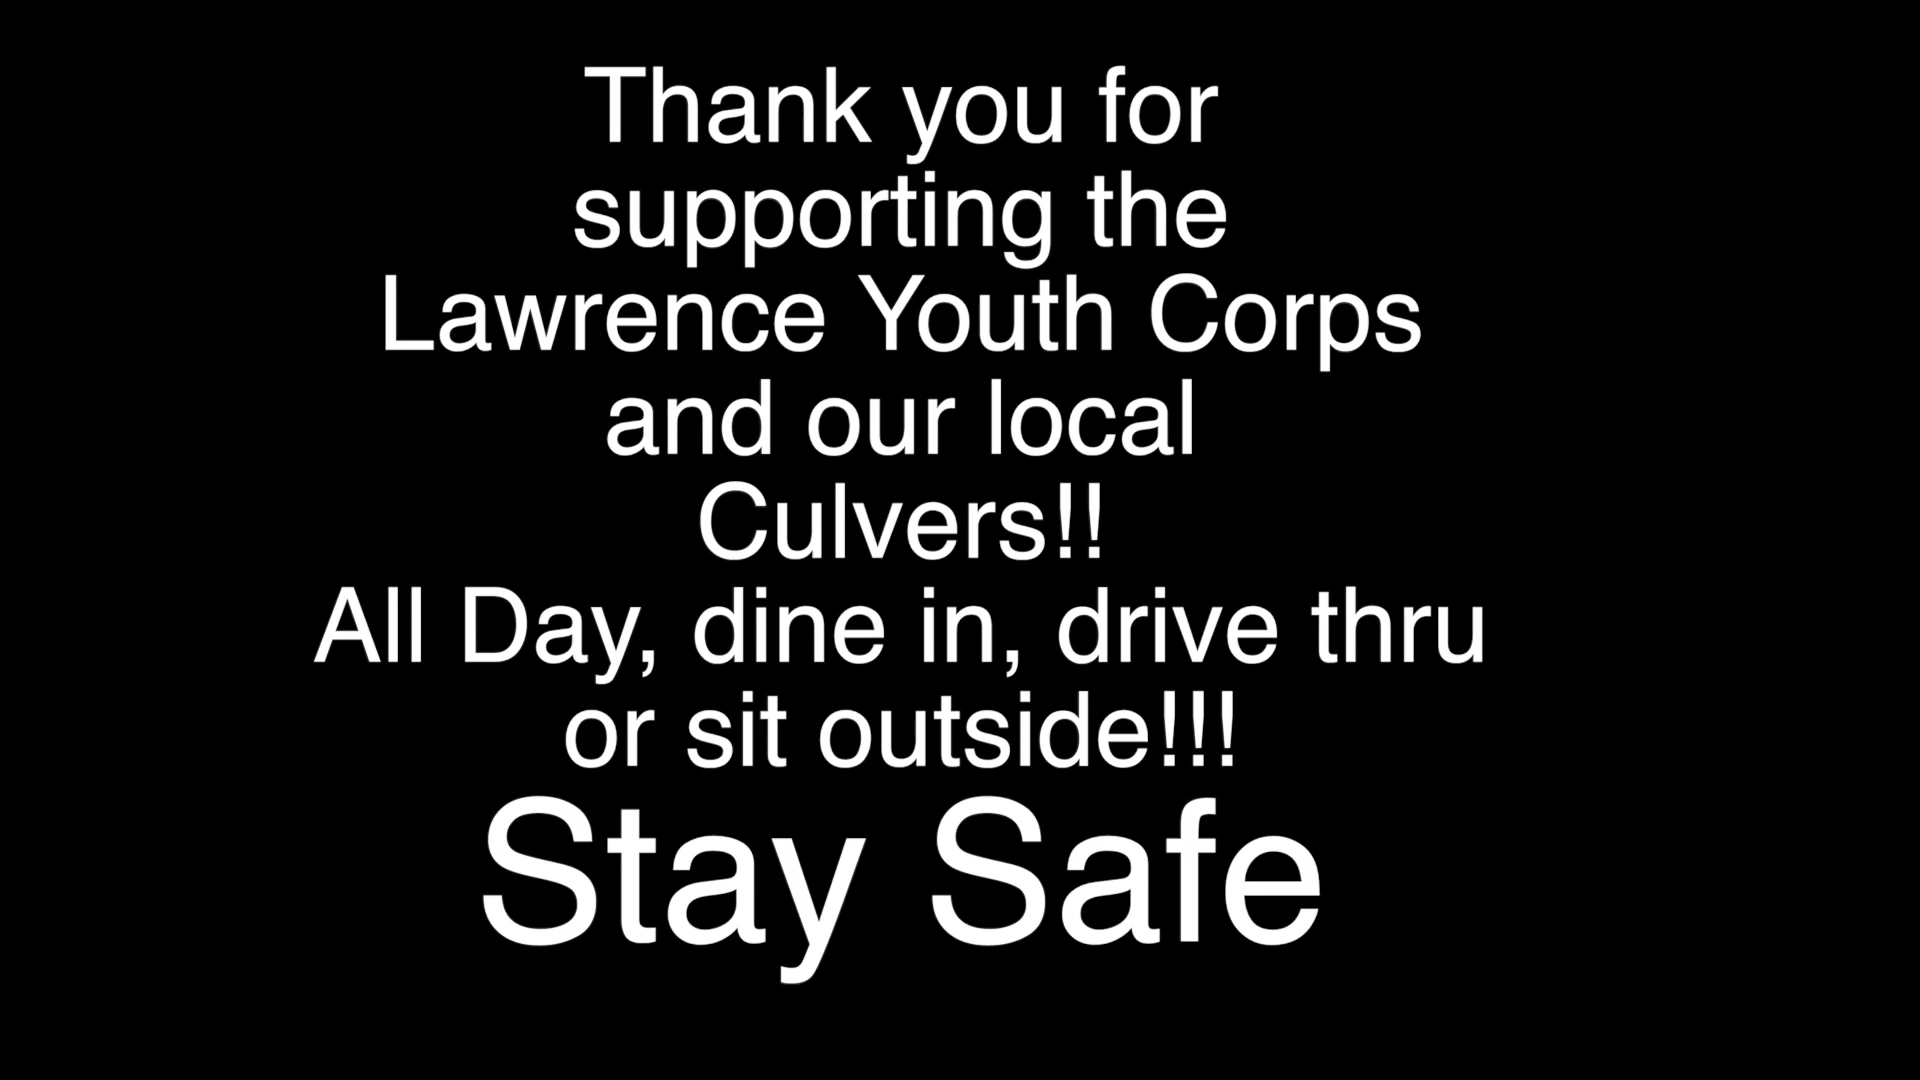 Thank you for
supporting the
Lawrence Youth Corps
and our local
Culvers!!
All Day, dine in, drive thru
or sit outside!!!
Stay Safe